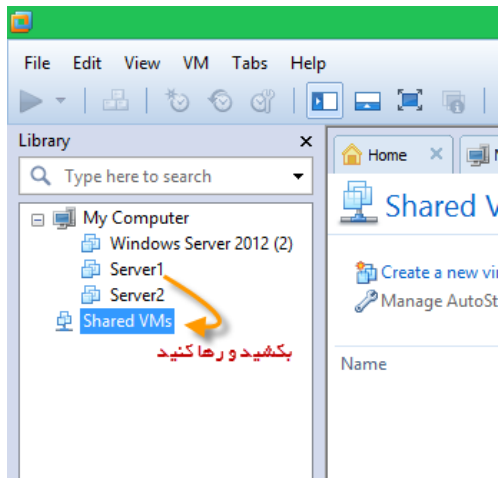 File Edit View VM Tabs Help
Library
Type here to search
My Computer
Windows Server 2012 (2)
Server1
Server2
Shared VMs
بکشید و رها کنید
Home
Shared V
Create a new vi
Manage AutoSt
Name